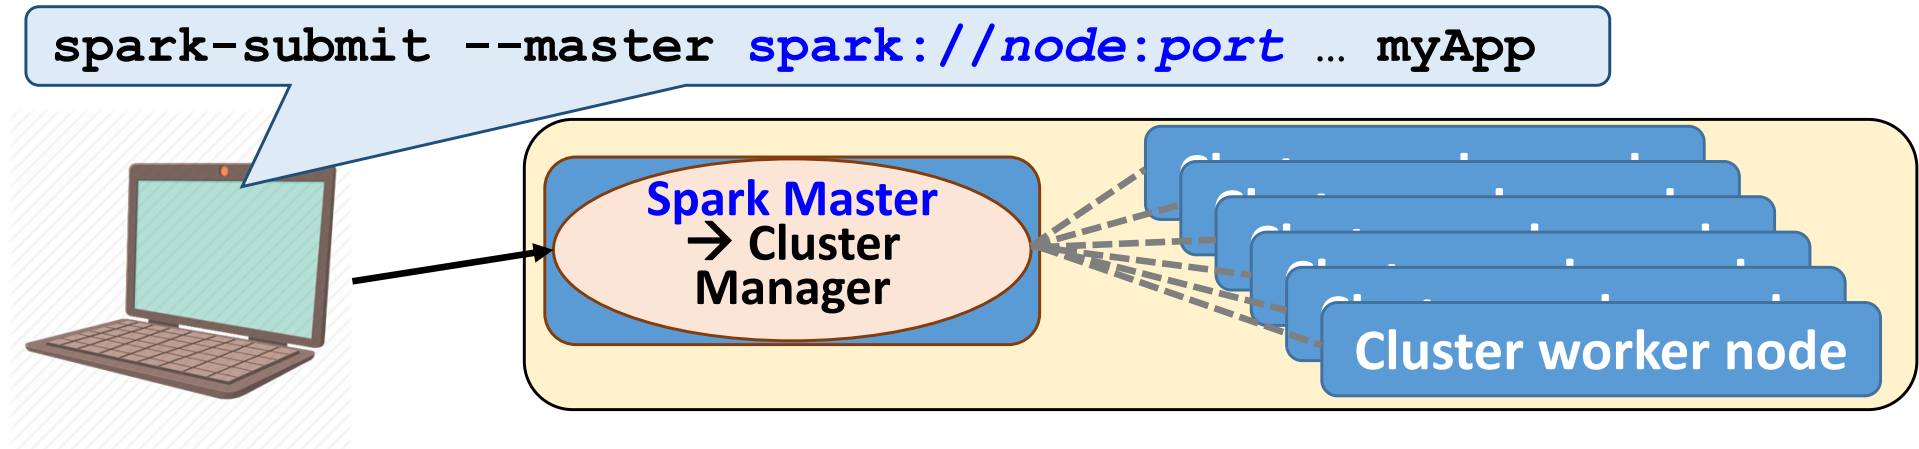 spark-submit --master spark://node:port … myApp
Spark Master
→ Cluster
Manager
Cluster worker node